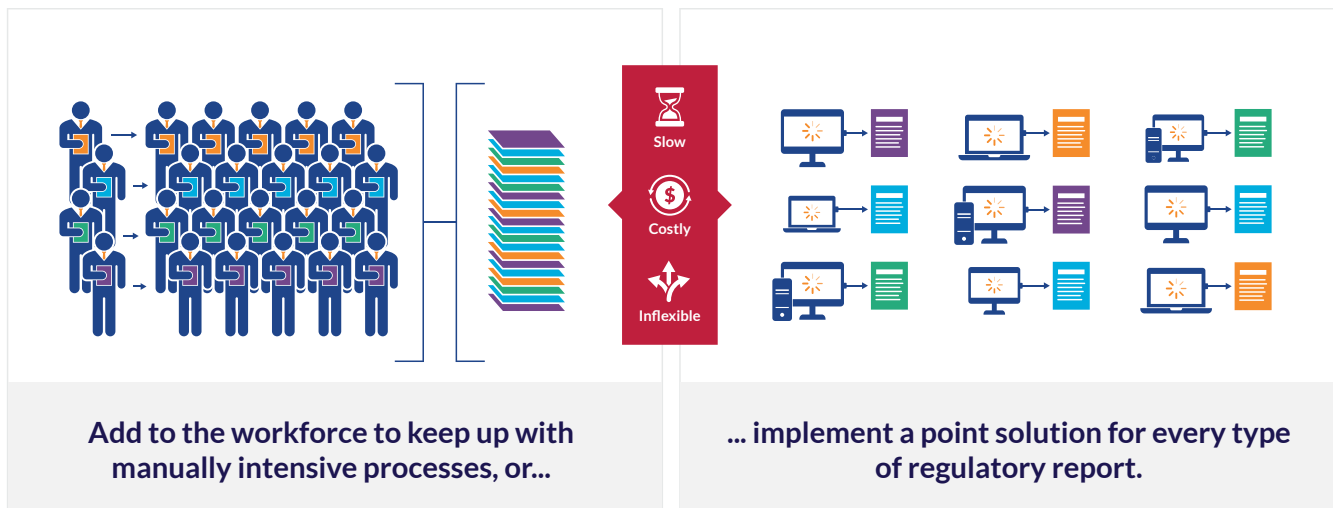 Slow
$
Costly
Inflexible
Add to the workforce to keep up with
manually intensive processes, or...
... implement a point solution for every type
of regulatory report.